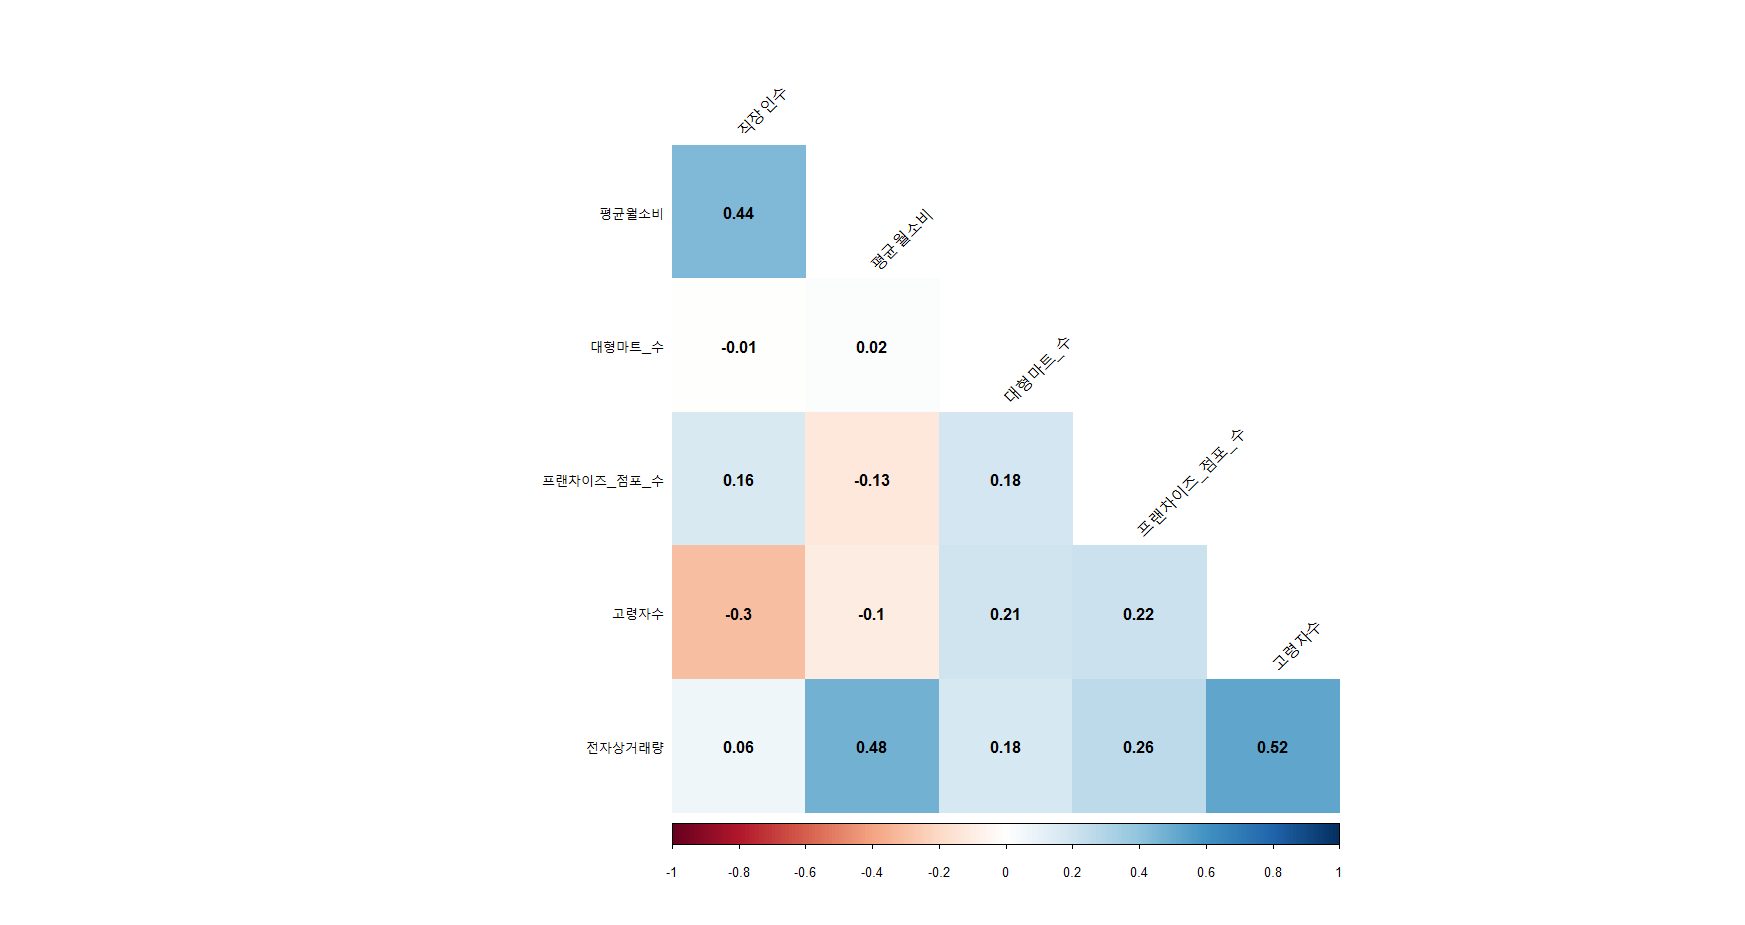 직장인수
평균월소비 0.44
평균월소비
대형마트_수 -0.01 0.02
대형마트_수
프랜차이즈_점포_수 0.16 -0.13 0.18
프랜차이즈_점포_수
고령자수 -0.3 -0.1 0.21 0.22
고령자수
전자상거래량 0.06 0.48 0.18 0.26 0.52
-1 -0.8 -0.6 -0.4 -0.2 0 0.2 0.4 0.6 0.8 1